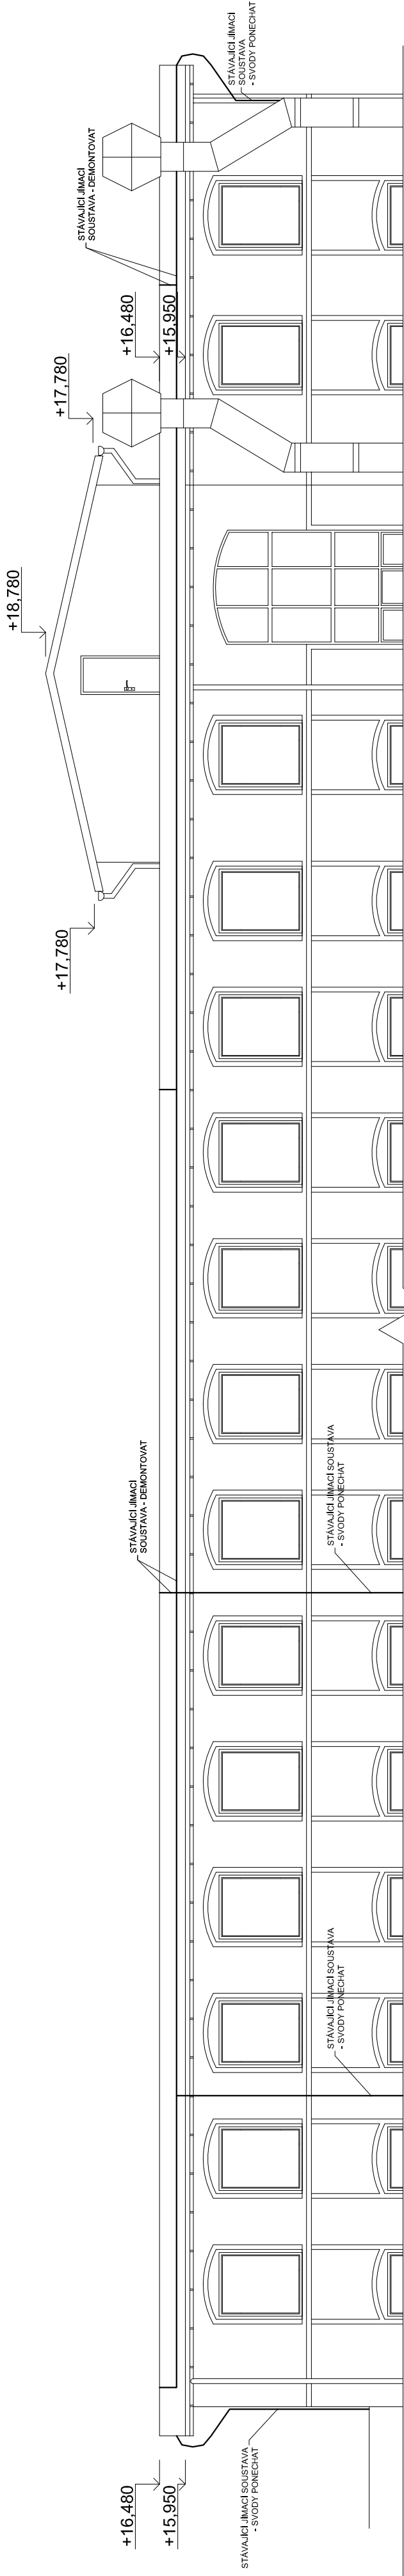 +16,480
+15,950
STÁVAJÍCÍ JÍMACÍ SOUSTAVA
- SVODY PONECHAT
STÁVAJÍCÍ JÍMACÍ SOUSTAVA
- SVODY PONECHAT
STÁVAJÍCÍ JÍMACÍ
SOUSTAVA - DEMONTOVAT
STÁVAJÍCÍ JÍMACÍ SOUSTAVA
- SVODY PONECHAT
+17,780
+18,780
+17,780
+16,480
+15,950
STÁVAJÍCÍ JÍMACÍ
SOUSTAVA - DEMONTOVAT
STÁVAJÍCÍ JÍMACÍ
SOUSTAVA
- SVODY PONECHAT